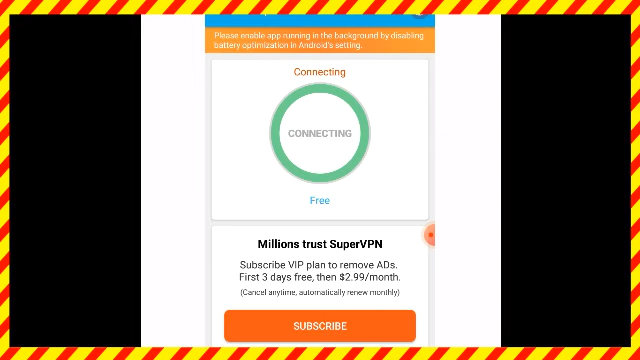 Please enable app running in the background by disabling
battery optimization in Android's setting.
Connecting
CONNECTING
Free
Millions trust SuperVPN
Subscribe VIP plan to remove ADs.
First 3 days free, then $2.99/month.
(Cancel anytime, automatically renew monthly)
SUBSCRIBE